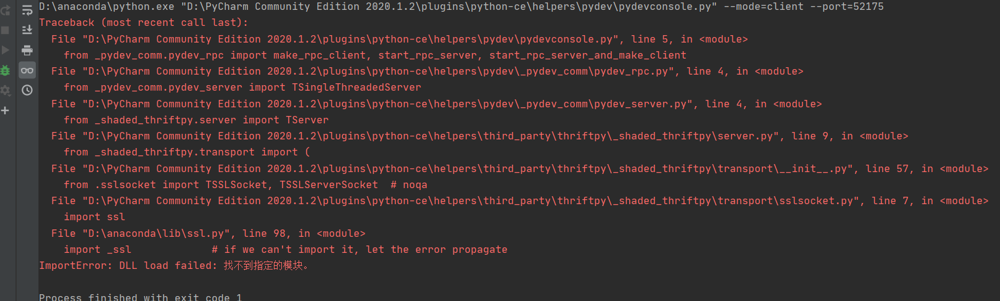 D:\anaconda\python.exe "D:\PyCharm Community Edition 2020.1.2\plugins\python-ce\helpers\pydev\pydevconsole.py" --mode=client --port=52175
Traceback (most recent call last):
  File "D:\PyCharm Community Edition 2020.1.2\plugins\python-ce\helpers\pydev\pydevconsole.py", line 5, in <module>
    from _pydev_comm.pydev_rpc import make_rpc_client, start_rpc_server, start_rpc_server_and_make_client
  File "D:\PyCharm Community Edition 2020.1.2\plugins\python-ce\helpers\pydev\_pydev_comm\pydev_rpc.py", line 4, in <module>
    from _pydev_comm.pydev_server import TSingleThreadedServer
  File "D:\PyCharm Community Edition 2020.1.2\plugins\python-ce\helpers\pydev\_pydev_comm\pydev_server.py", line 4, in <module>
    from _shaded_thriftpy.server import TServer
  File "D:\PyCharm Community Edition 2020.1.2\plugins\python-ce\helpers\third_party\thriftpy\_shaded_thriftpy\server.py", line 9, in <module>
    from _shaded_thriftpy.transport import (
  File "D:\PyCharm Community Edition 2020.1.2\plugins\python-ce\helpers\third_party\thriftpy\_shaded_thriftpy\transport\__init__.py", line 57, in <module>
    from .sslsocket import TSSLSocket, TSSLServerSocket  # noqa
  File "D:\PyCharm Community Edition 2020.1.2\plugins\python-ce\helpers\third_party\thriftpy\_shaded_thriftpy\transport\sslsocket.py", line 7, in <module>
    import ssl
  File "D:\anaconda\lib\ssl.py", line 98, in <module>
    import _ssl             # if we can't import it, let the error propagate
ImportError: DLL load failed: 找不到指定的模块。
Process finished with exit code 1